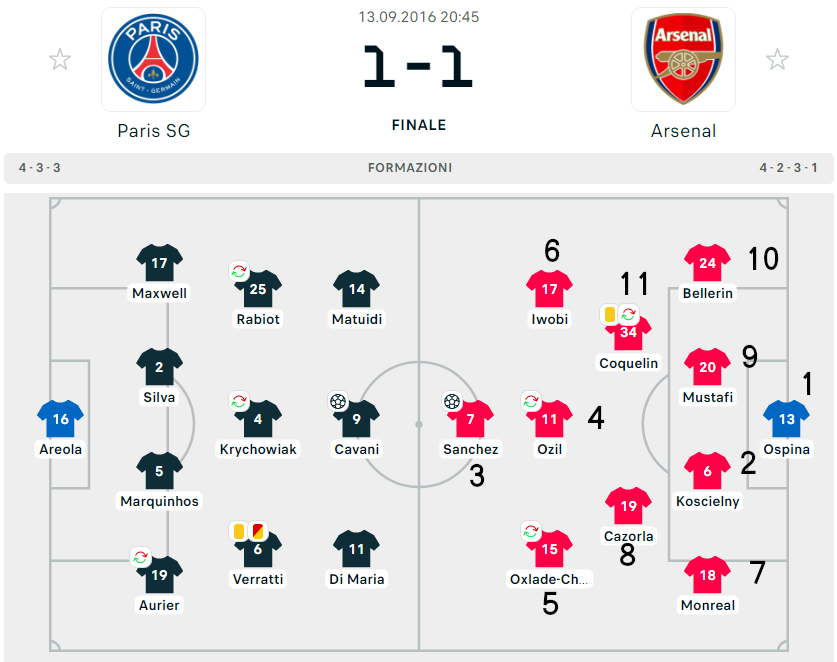 13.09.2016 20:45
PARIS
SAINT-GERMAIN
1-1
Arsenal
Paris SG
FINALE
Arsenal
4-3-3
FORMAZIONI
4-2-3-1
6
17
24
10
Maxwell
25
14
17
11
Bellerin
Rabiot
Matuidi
Iwobi
34
2
Coquelin
20
9
Silva
Mustafi
1
16
4
9
7
11
4
13
Areola
Krychowiak
Cavani
Sanchez
Ozil
Ospina
5
3
6
2
Marquinhos
19
Koscielny
Cazorla
6
11
15
8
19
18
7
Verratti
Di Maria
Oxlade-Ch...
Aurier
5
Monreal